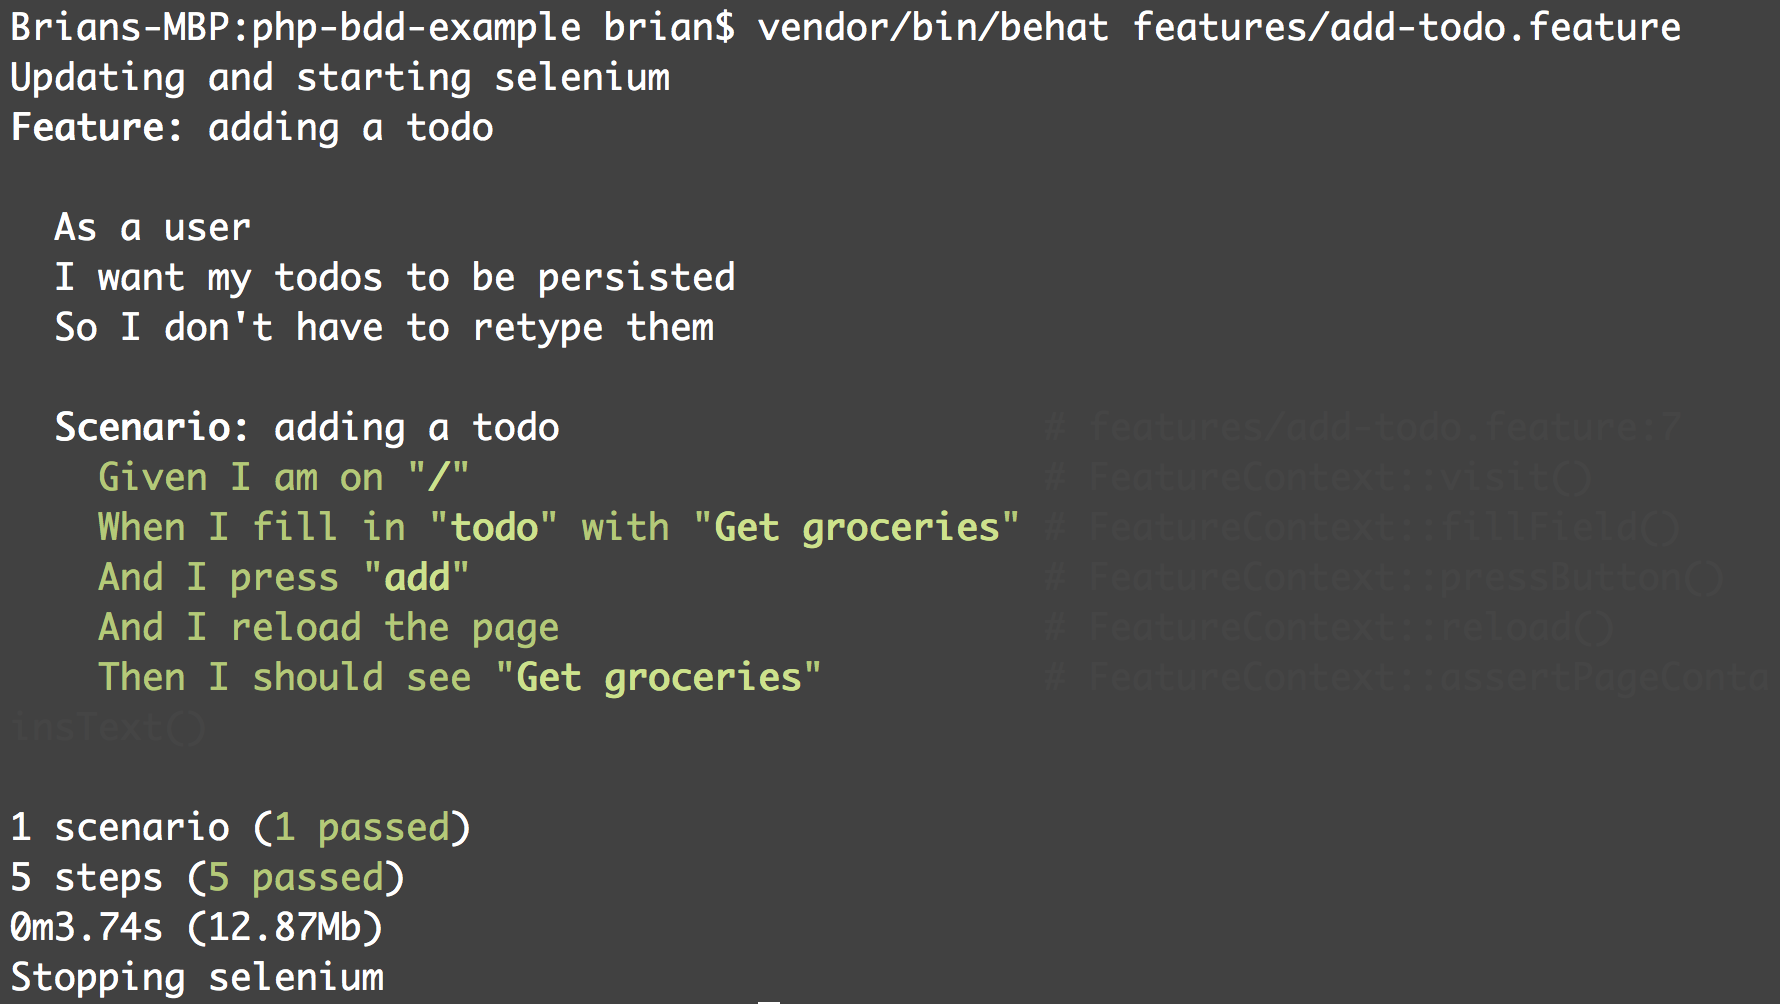 Brians-MBP:php-bdd-example brian$ vendor/bin/behat features/add-todo.feature
Updating and starting selenium
Feature: adding a todo
As a user
I want my todos to be persisted
So I don't have to retype them
Scenario: adding a todo # features/add-todo.feature:7
Given I am on "/" # FeatureContext::visit()
When I fill in "todo" with "Get groceries" # FeatureContext::fillField()
And I press "add" # FeatureContext::pressButton()
And I reload the page # FeatureContext::reload()
Then I should see "Get groceries" # FeatureContext::assertPageConta
insText()
1 scenario (1 passed)
5 steps (5 passed)
0m3.74s (12.87Mb)
Stopping selenium